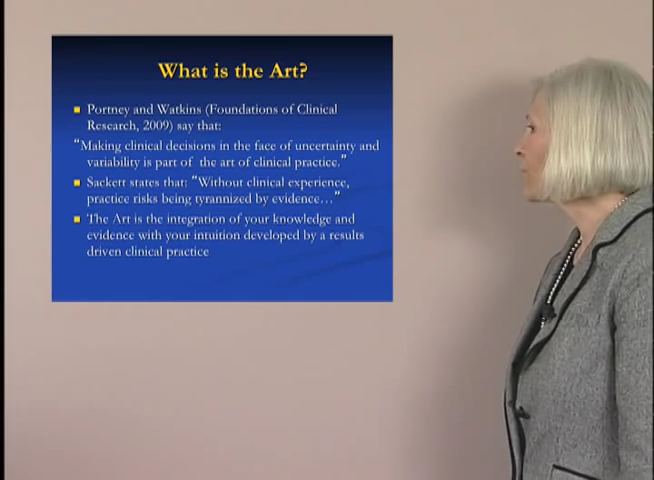 What is the Art?
Portney and Watkins (Foundations of Clinical
Research, 2009) say that:
“Making clinical decisions in the face of uncertainty and
variability is part of the art of clinical practice.”
Sackett states that: “Without clinical experience,
practice risks being tyrannized by evidence…”
The Art is the integration of your knowledge and
evidence with your intuition developed by a results
driven clinical practice